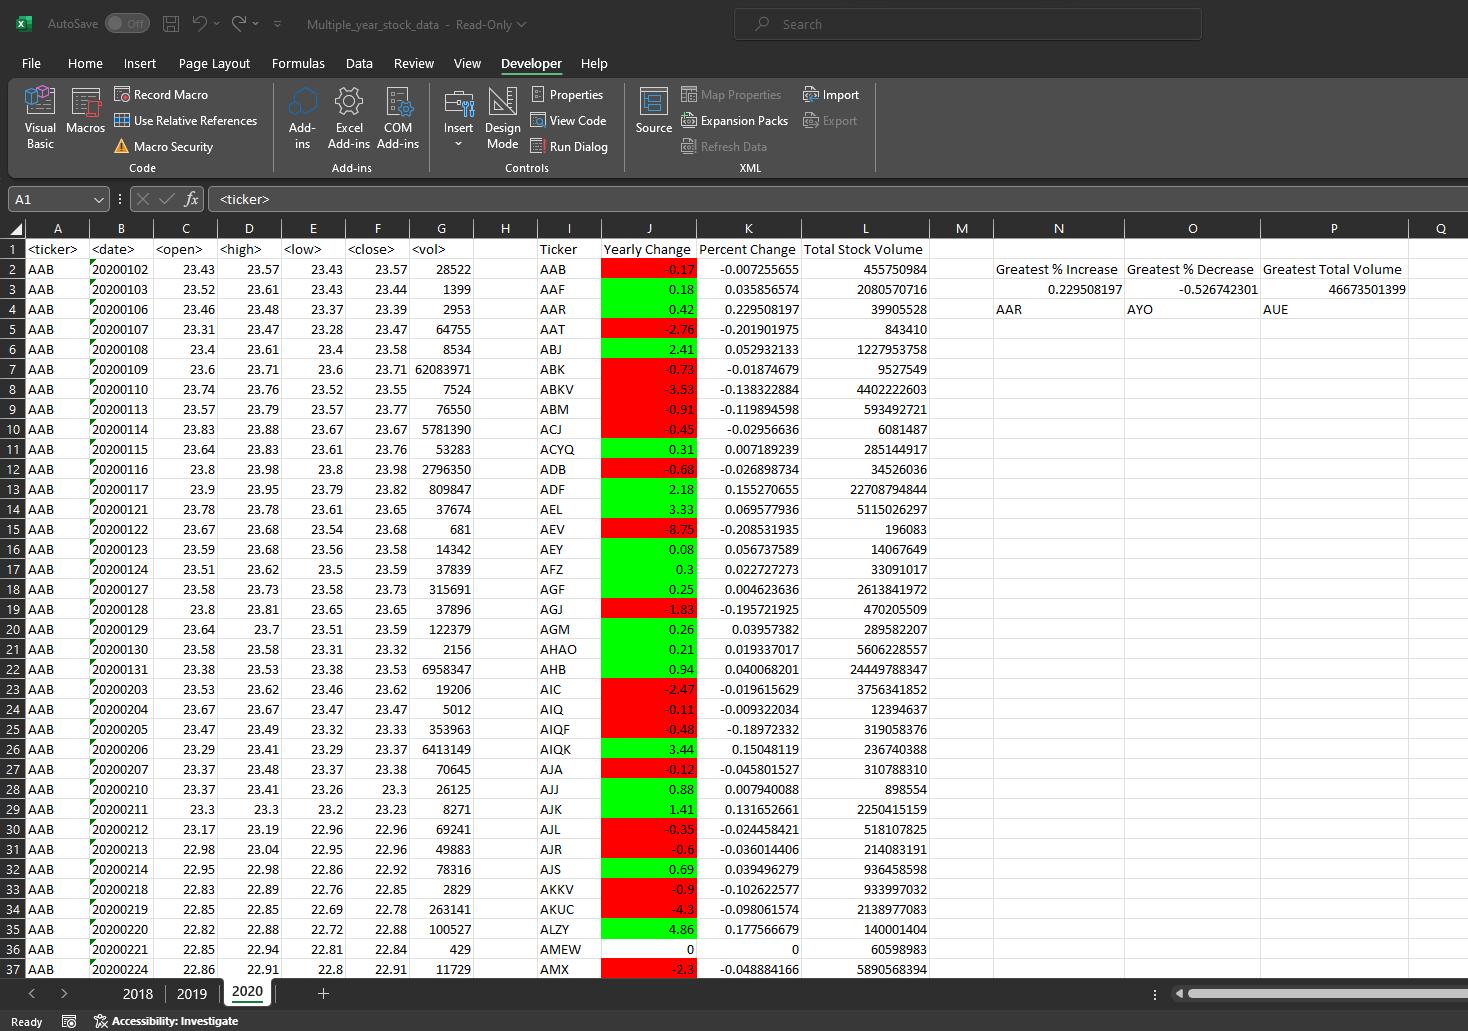 AutoSave Off Multiple_year_stock_data - Read-Only Search
File Home Insert Page Layout Formulas Data Review View Developer Help
Visual Basic
Macros
Record Macro
Use Relative References
Macro Security
Code
Add-ins
Excel Add-ins
COM Add-ins
Add-ins
Insert
Design Mode
Properties
View Code
Run Dialog
Controls
Source
Map Properties
Expansion Packs
Refresh Data
Import
Export
XML
A1 fx <ticker>
A B C D E F G H I J K L M N O P Q
1 <ticker> <date> <open> <high> <low> <close> <vol> Ticker Yearly Change Percent Change Total Stock Volume
2 AAB 20200102 23.43 23.57 23.43 23.57 28522 AAB -0.17 -0.007255655 455750984 Greatest % Increase Greatest % Decrease Greatest Total Volume
3 AAB 20200103 23.52 23.61 23.43 23.44 1399 AAF 0.18 0.035856574 2080570716 0.229508197 -0.526742301 46673501399
4 AAB 20200106 23.46 23.48 23.37 23.39 2953 AAR 0.42 0.229508197 39905528 AAR AYO AUE
5 AAB 20200107 23.31 23.47 23.28 23.47 64755 AAT -2.76 -0.201901975 843410
6 AAB 20200108 23.4 23.61 23.4 23.58 8534 ABJ 2.41 0.052932133 1227953758
7 AAB 20200109 23.6 23.71 23.6 23.71 62083971 ABK -0.73 -0.01874679 9527549
8 AAB 20200110 23.74 23.76 23.52 23.55 7524 ABKV -3.53 -0.138322884 4402222603
9 AAB 20200113 23.57 23.79 23.57 23.77 76550 ABM -0.91 -0.119894598 593492721
10 AAB 20200114 23.83 23.88 23.67 23.67 5781390 ACJ -0.45 -0.02956636 6081487
11 AAB 20200115 23.64 23.83 23.61 23.76 53283 ACYQ 0.31 0.007189239 285144917
12 AAB 20200116 23.8 23.98 23.8 23.98 2796350 ADB -0.68 -0.026898734 34526036
13 AAB 20200117 23.9 23.95 23.79 23.82 809847 ADF 2.18 0.155270655 22708794844
14 AAB 20200121 23.78 23.78 23.61 23.65 37674 AEL 3.33 0.069577936 5115026297
15 AAB 20200122 23.67 23.68 23.54 23.68 681 AEV -8.75 -0.208531935 196083
16 AAB 20200123 23.59 23.68 23.56 23.58 14342 AEY 0.08 0.056737589 14067649
17 AAB 20200124 23.51 23.62 23.5 23.59 37839 AFZ 0.3 0.022727273 33091017
18 AAB 20200127 23.58 23.73 23.58 23.73 315691 AGF 0.25 0.004623636 2613841972
19 AAB 20200128 23.8 23.81 23.65 23.65 37896 AGJ -1.83 -0.195721925 470205509
20 AAB 20200129 23.64 23.7 23.51 23.59 122379 AGM 0.26 0.03957382 289582207
21 AAB 20200130 23.58 23.58 23.31 23.32 2156 AHAO 0.21 0.019337017 5606228557
22 AAB 20200131 23.38 23.53 23.38 23.53 6958347 AHB 0.94 0.040068201 24449788347
23 AAB 20200203 23.53 23.62 23.46 23.62 19206 AIC -2.47 -0.019615629 3756341852
24 AAB 20200204 23.67 23.67 23.47 23.47 5012 AIQ -0.11 -0.009322034 12394637
25 AAB 20200205 23.47 23.49 23.32 23.33 353963 AIQF -0.48 -0.18972332 319058376
26 AAB 20200206 23.29 23.41 23.29 23.37 6413149 AIQK 3.44 0.15048119 236740388
27 AAB 20200207 23.37 23.48 23.37 23.38 70645 AJA -0.12 -0.045801527 310788310
28 AAB 20200210 23.37 23.41 23.26 23.3 26125 AJJ 0.88 0.007940088 898554
29 AAB 20200211 23.3 23.3 23.2 23.23 8271 AJK 1.41 0.131652661 2250415159
30 AAB 20200212 23.17 23.19 22.96 22.96 69241 AJL -0.35 -0.024458421 518107825
31 AAB 20200213 22.98 23.04 22.95 22.96 49883 AJR -0.6 -0.036014406 214083191
32 AAB 20200214 22.95 22.98 22.86 22.92 78316 AJS 0.69 0.039496279 936458598
33 AAB 20200218 22.83 22.89 22.76 22.85 2829 AKKV -0.9 -0.102622577 933997032
34 AAB 20200219 22.85 22.85 22.69 22.78 263141 AKUC -4.3 -0.098061574 2138977083
35 AAB 20200220 22.82 22.88 22.72 22.88 100527 ALZY 4.86 0.177566679 140001404
36 AAB 20200221 22.85 22.94 22.81 22.84 429 AMEW 0 0 60598983
37 AAB 20200224 22.86 22.91 22.8 22.91 11729 AMX -2.3 -0.048884166 5890568394
2018 2019 2020
Ready Accessibility: Investigate